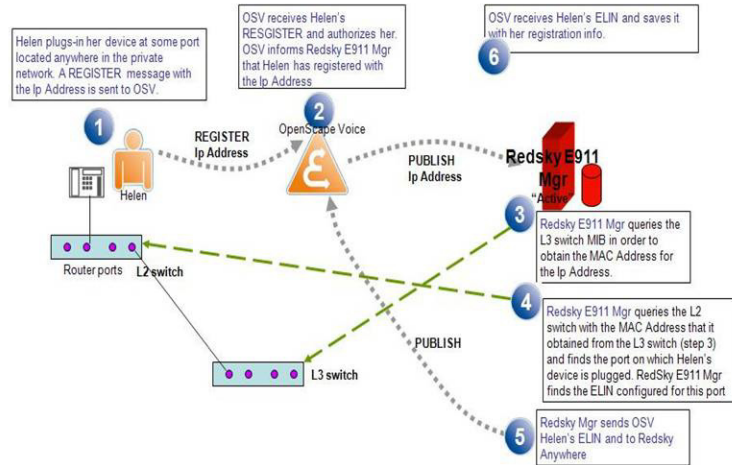 Helen plugs-in her device at some port
located anywhere in the private
network. A REGISTER message with
the Ip Address is sent to OSV.
1
OSV receives Helen's
RESGISTER and authorizes her.
OSV informs Redsky E911 Mgr
that Helen has registered with
the Ip Address
2
OSV receives Helen's ELIN and saves it
with her registration info.
6
REGISTER
Ip Address
OpenScape Voice
PUBLISH
Ip Address
Redsky E911
Mgr
"Active"
Helen
3
Redsky E911 Mgr queries the
L3 switch MIB in order to
obtain the MAC Address for
the Ip Address.
Router ports
L2 switch
4
Redsky E911 Mgr queries the L2
switch with the MAC Address that it
obtained from the L3 switch (step 3)
and finds the port on which Helen's
device is plugged. RedSky E911 Mgr
finds the ELIN configured for this port
PUBLISH
L3 switch
5
Redsky Mgr sends OSV
Helen's ELIN and to Redsky
Anywhere